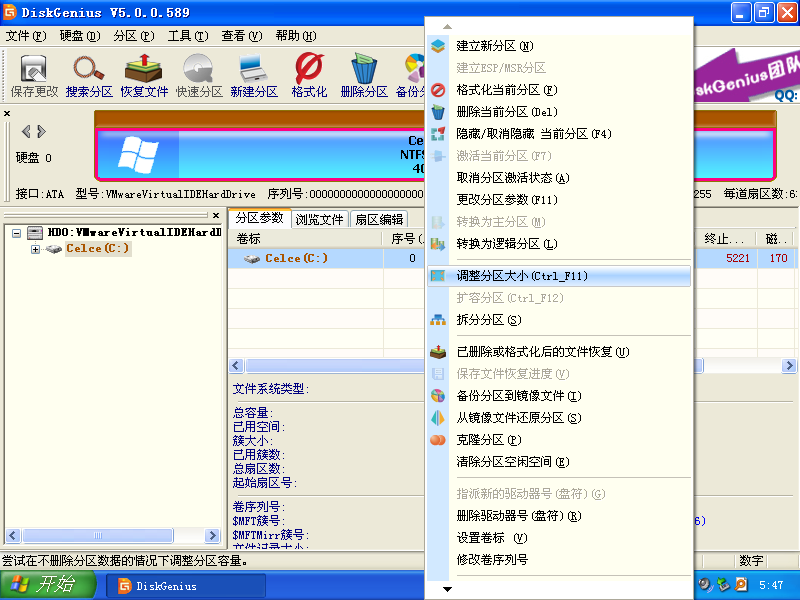 DiskGenius V5.0.0.589
文件(F) 硬盘(D) 分区(P) 工具(T) 查看(V) 帮助(H)
保存更改 搜索分区 恢复文件 快速分区 新建分区 格式化 删除分区 备份分
skGenius团队
QQ:
硬盘 0
Ce
NTFS
40
接口:ATA 型号:VMwareVirtualIDEHardDrive 序列号:0000000000000000000
255 每道扇区数:63
HD0:VMwareVirtualIDEHardD
Celce(C:)
分区参数 浏览文件 扇区编辑
卷标 序号(. 终止... 磁.
Celce(C:) 0 5221 170
文件系统类型:
总容量:
已用空间:
簇大小:
已用簇数:
总扇区数:
起始扇区号:
卷序列号:
$MFT簇号:
$MFTMirr簇号:
文件记录大小:
6)
建立新分区(N)
建立ESP/MSR分区
格式化当前分区(F)
删除当前分区(Del)
隐藏/取消隐藏 当前分区(F4)
激活当前分区(F7)
取消分区激活状态(A)
更改分区参数(F11)
转换为主分区(M)
转换为逻辑分区(L)
调整分区大小(Ctrl_F11)
扩容分区(Ctrl_F12)
拆分分区(S)
已删除或格式化后的文件恢复(U)
保存文件恢复进度(V)
备份分区到镜像文件(I)
从镜像文件还原分区(S)
克隆分区(P)
清除分区空闲空间(E)
指派新的驱动器号(盘符)(G)
删除驱动器号(盘符)(R)
设置卷标 (V)
修改卷序列号
尝试在不删除分区数据的情况下调整分区容量。
数字
开始 DiskGenius 5:47